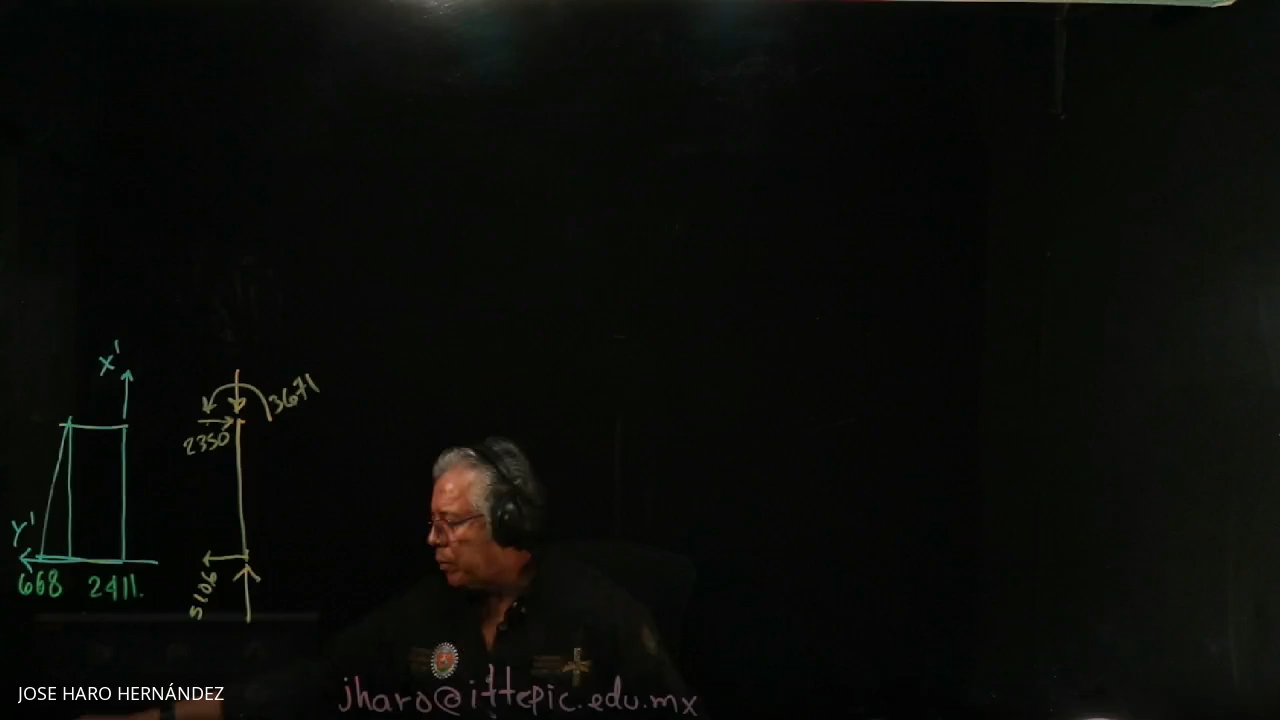 x'
3671
2350
Y'
668 2411.
5106
jharo@ittepic.edu.mx
JOSE HARO HERNÁNDEZ